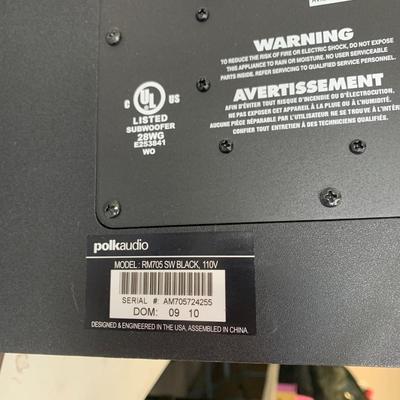 WARNING
TO REDUCE THE RISK OF FIRE OR ELECTRIC SHOCK, DO NOT EXPOSE
THIS APPLIANCE TO RAIN OR MOISTURE. NO USER SERVICEABLE
PARTS INSIDE. REFER SERVICING TO QUALIFIED SERVICE PERSONNEL.
AVERTISSEMENT
AFIN D'ÉVITER TOUT RISQUE D'INCENDIE OU D'ÉLECTROCUTION,
NE PAS EXPOSER CET APPAREIL À LA PLUIE OU À L'HUMIDITÉ.
AUCUNE PIÈCE RÉPARABLE PAR L'UTILISATEUR NE SE TROUVE À L'INTÉRIEUR.
CONFIER TOUT ENTRETIEN À DES TECHNICIENS QUALIFIÉS.
C UL US
®
LISTED
SUBWOOFER
28WG
E253841
WO
polkaudio
MODEL : RM705 SW BLACK, 110V
SERIAL #: AM705724255
DOM: 09 10
DESIGNED & ENGINEERED IN THE USA, ASSEMBLED IN CHINA.